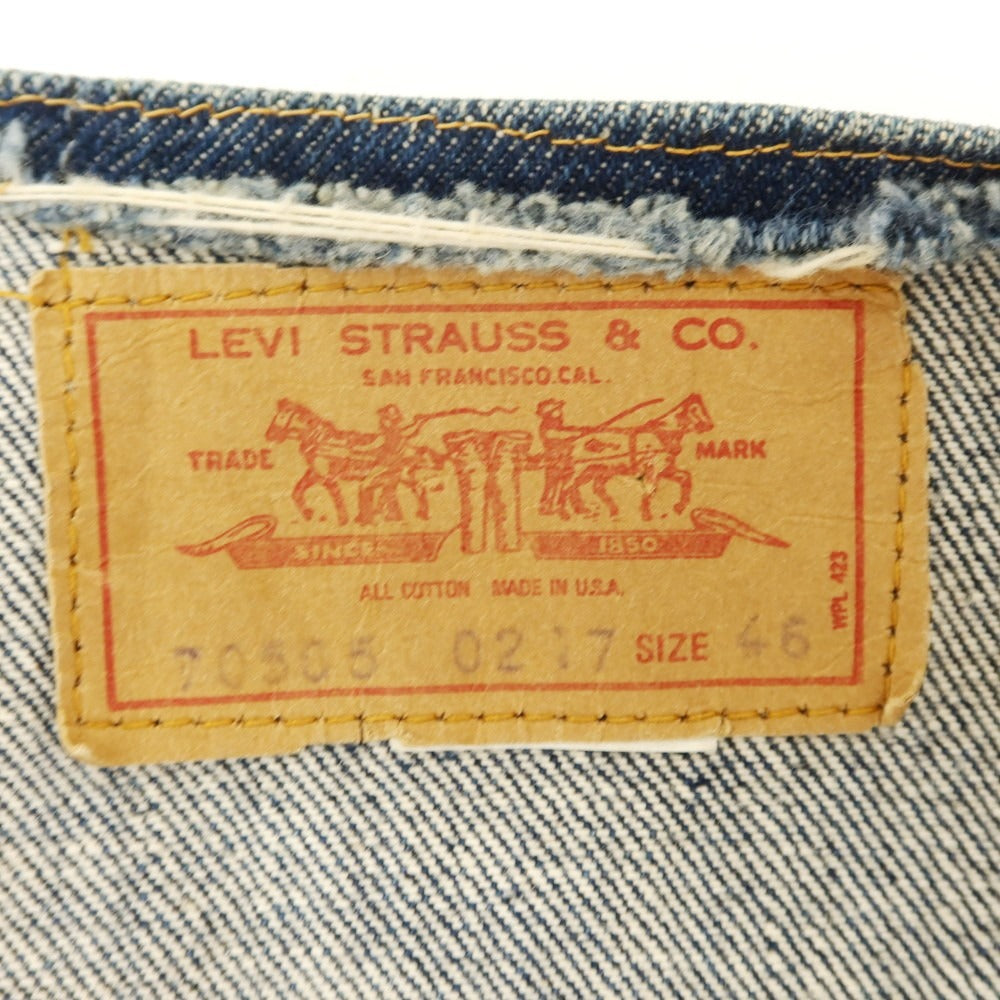 LEVI STRAUSS & CO.
SAN FRANCISCO.CAL.
TRADE MARK
SINCE 1850
ALL COTTON MADE IN U.S.A.
70505 0217 SIZE 46
WPL 423